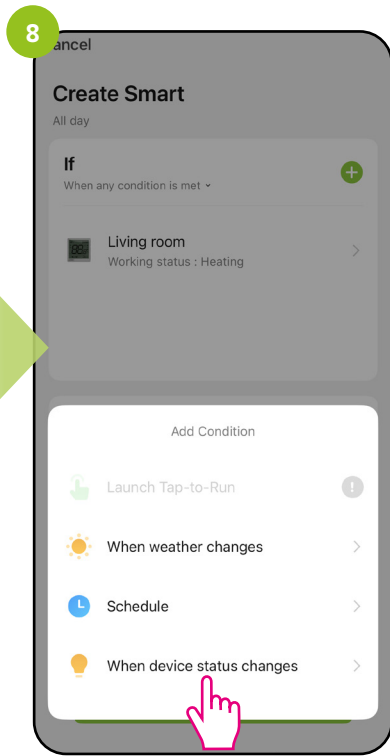 8
ancel
Create Smart
All day
If
When any condition is met
Living room
Working status : Heating
Add Condition
Launch Tap-to-Run
When weather changes
Schedule
When device status changes